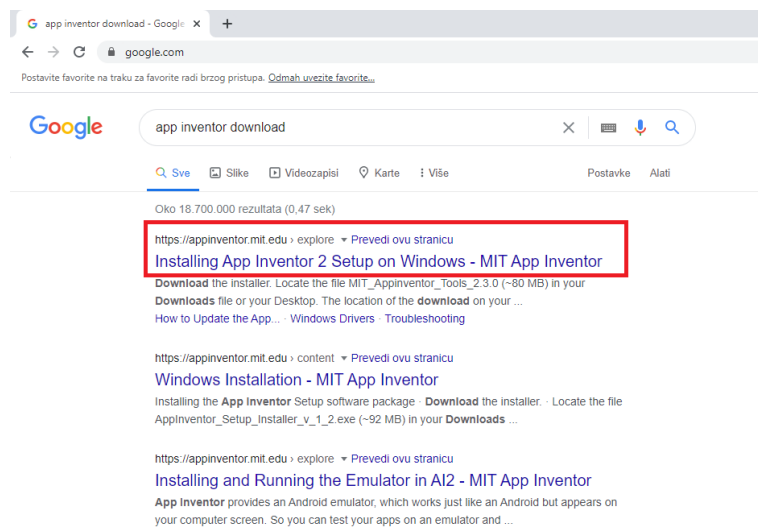 app inventor download - Google
google.com
Postavite favorite na traku za favorite radi brzog pristupa. Odmah uvezite favorite...
Google
app inventor download
Sve Slike Videozapisi Karte Više Postavke Alati
Oko 18.700.000 rezultata (0,47 sek)
https://appinventor.mit.edu › explore ▾ Prevedi ovu stranicu
Installing App Inventor 2 Setup on Windows - MIT App Inventor
Download the installer. Locate the file MIT_Appinventor_Tools_2.3.0 (~80 MB) in your
Downloads file or your Desktop. The location of the download on your ...
How to Update the App... · Windows Drivers · Troubleshooting
https://appinventor.mit.edu › content ▾ Prevedi ovu stranicu
Windows Installation - MIT App Inventor
Installing the App Inventor Setup software package · Download the installer. · Locate the file
AppInventor_Setup_Installer_v_1_2.exe (~92 MB) in your Downloads ...
https://appinventor.mit.edu › explore ▾ Prevedi ovu stranicu
Installing and Running the Emulator in AI2 - MIT App Inventor
App Inventor provides an Android emulator, which works just like an Android but appears on
your computer screen. So you can test your apps on an emulator and ...